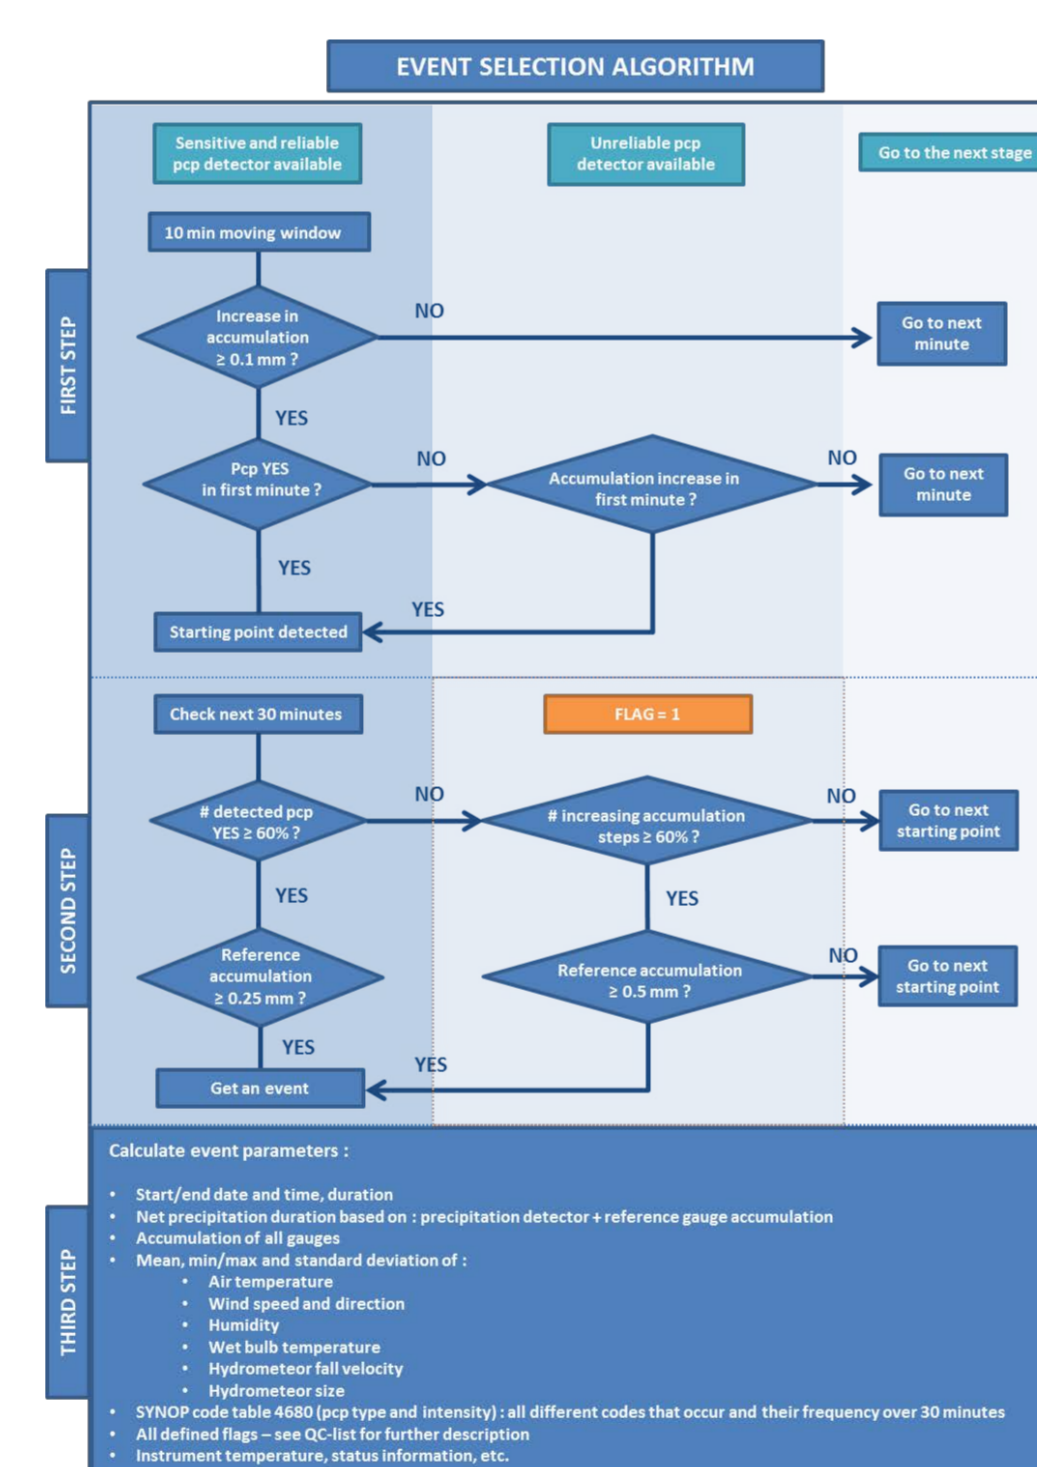 EVENT SELECTION ALGORITHM
Sensitive and reliable
pcp detector available
Unreliable pcp
detector available
Go to the next stage
FIRST STEP
10 min moving window
Increase in
accumulation
≥ 0.1 mm ?
NO
Go to next
minute
YES
Pcp YES
in first minute ?
NO
Accumulation increase in
first minute ?
NO
Go to next
minute
YES
YES
Starting point detected
SECOND STEP
Check next 30 minutes
FLAG = 1
# detected pcp
YES ≥ 60% ?
NO
# increasing accumulation
steps ≥ 60% ?
NO
Go to next
starting point
YES
YES
Reference
accumulation
≥ 0.25 mm ?
Reference accumulation
≥ 0.5 mm ?
NO
Go to next
starting point
YES
YES
Get an event
THIRD STEP
Calculate event parameters :
• Start/end date and time, duration
• Net precipitation duration based on : precipitation detector + reference gauge accumulation
• Accumulation of all gauges
• Mean, min/max and standard deviation of :
• Air temperature
• Wind speed and direction
• Humidity
• Wet bulb temperature
• Hydrometeor fall velocity
• Hydrometeor size
• SYNOP code table 4680 (pcp type and intensity) : all different codes that occur and their frequency over 30 minutes
• All defined flags – see QC-list for further description
• Instrument temperature, status information, etc.